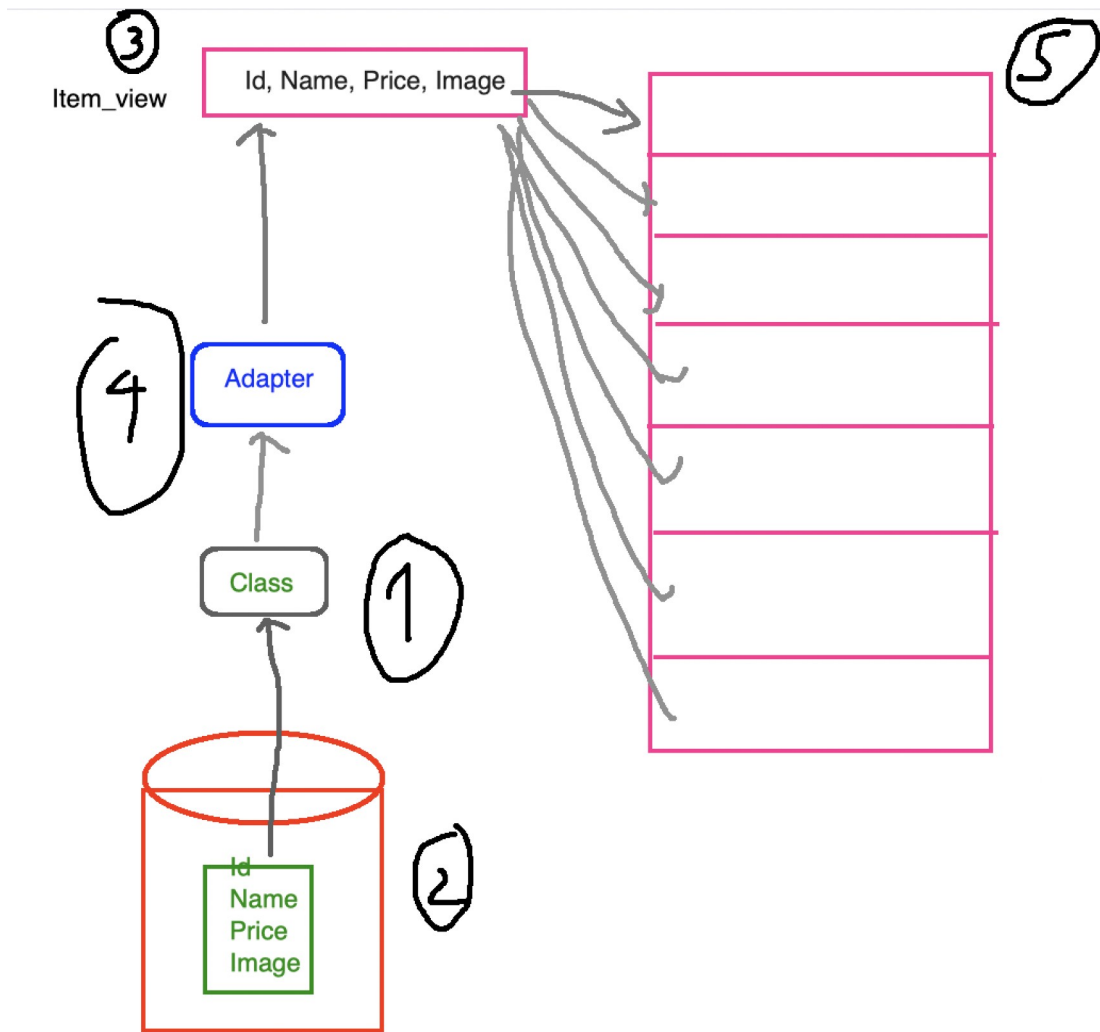 3
5
Id, Name, Price, Image
Item_view
4
Adapter
Class
1
2
Id
Name
Price
Image